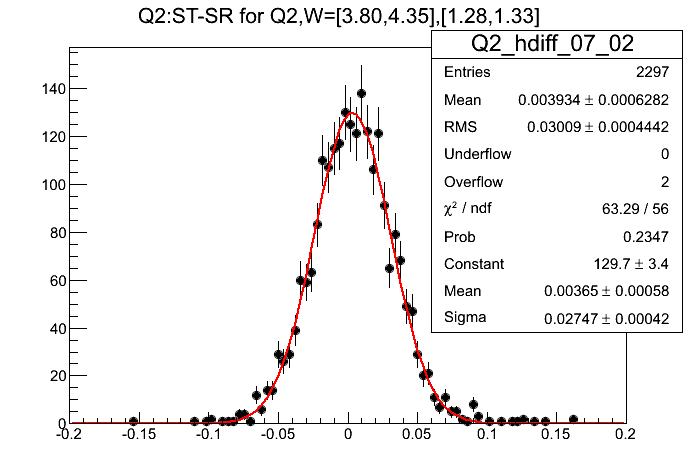 Q2:ST-SR for Q2,W=[3.80,4.35],[1.28,1.33]
Q2_hdiff_07_02
Entries 2297
Mean 0.003934 ± 0.0006282
RMS 0.03009 ± 0.0004442
Underflow 0
Overflow 2
χ² / ndf 63.29 / 56
Prob 0.2347
Constant 129.7 ± 3.4
Mean 0.00365 ± 0.00058
Sigma 0.02747 ± 0.00042
140
120
100
80
60
40
20
0
-0.2 -0.15 -0.1 -0.05 0 0.05 0.1 0.15 0.2